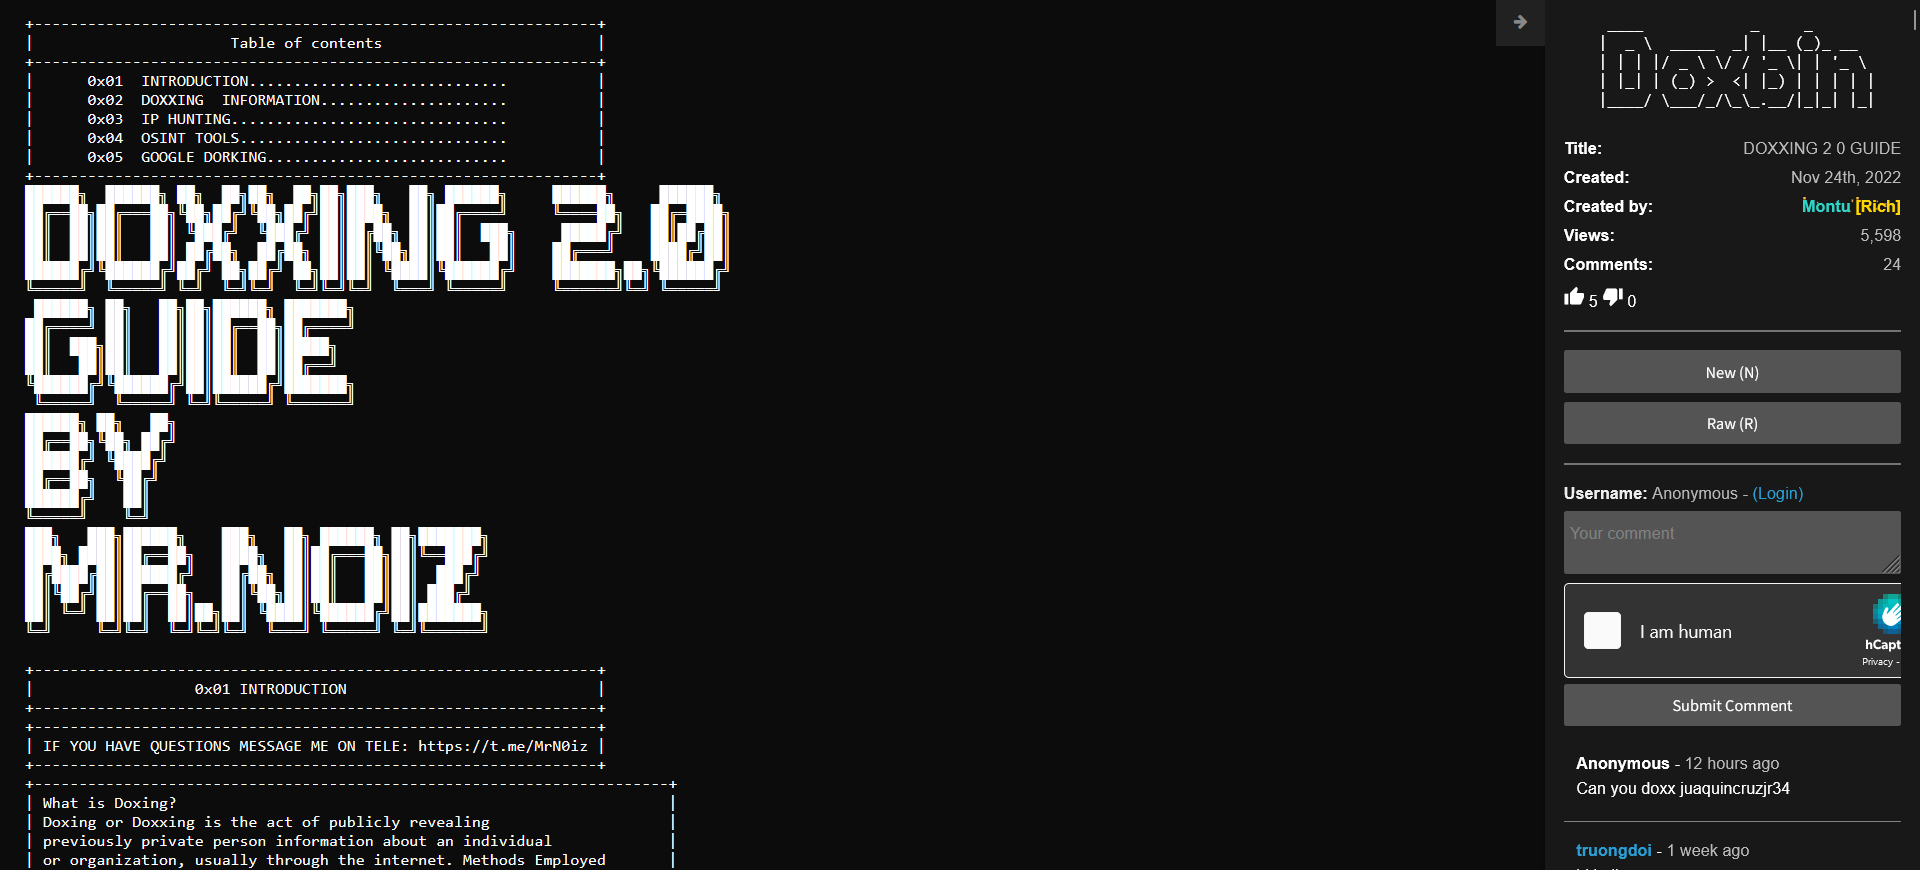 Table of contents
0x01 INTRODUCTION.............................
0x02 DOXXING INFORMATION.....................
0x03 IP HUNTING...............................
0x04 OSINT TOOLS..............................
0x05 GOOGLE DORKING...........................
DOXXING 2.0
GUIDE
BY
MR.N0IZ
0x01 INTRODUCTION
IF YOU HAVE QUESTIONS MESSAGE ME ON TELE: https://t.me/MrN0iz
What is Doxing?
Doxing or Doxxing is the act of publicly revealing
previously private person information about an individual
or organization, usually through the internet. Methods Employed
Doxbin
Title: DOXXING 2 0 GUIDE
Created: Nov 24th, 2022
Created by: Montu [Rich]
Views: 5,598
Comments: 24
5 0
New (N)
Raw (R)
Username: Anonymous - (Login)
Your comment
I am human
hCapt
Privacy -
Submit Comment
Anonymous - 12 hours ago
Can you doxx juaquincruzjr34
truongdoi - 1 week ago